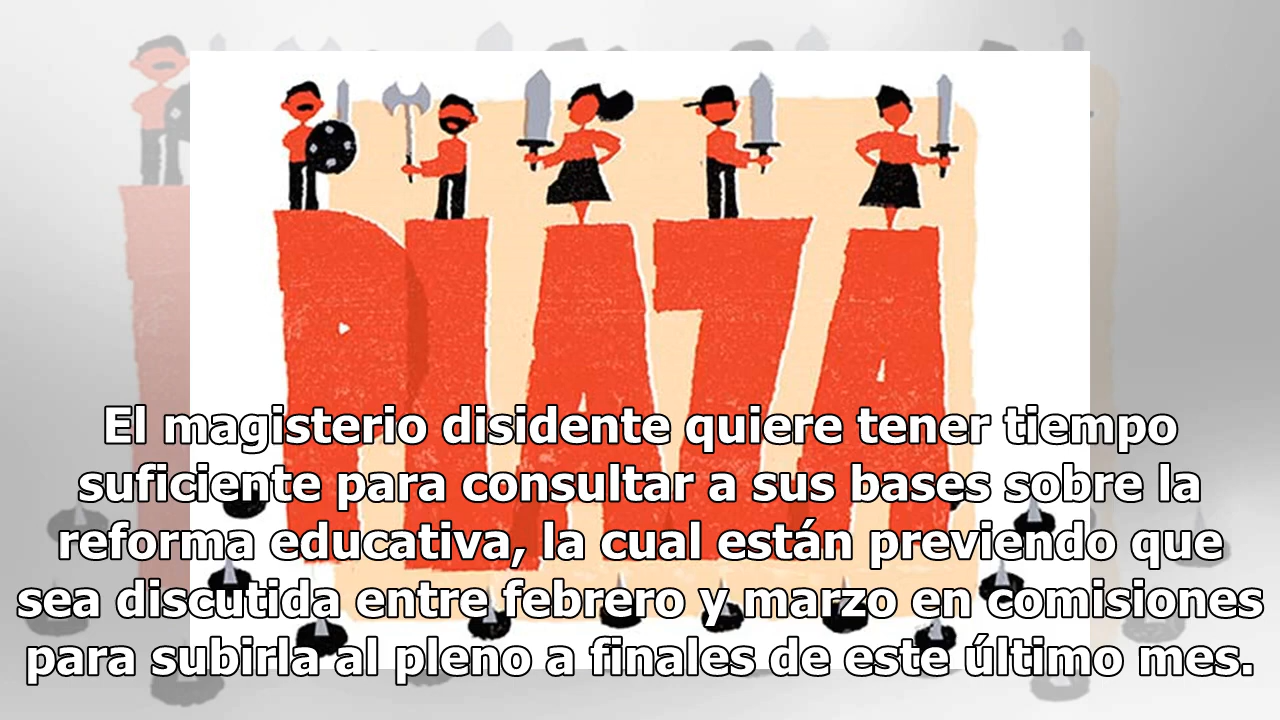 PLAZA
El magisterio disidente quiere tener tiempo
suficiente para consultar a sus bases sobre la
reforma educativa, la cual están previendo que
sea discutida entre febrero y marzo en comisiones
para subirla al pleno a finales de este último mes.